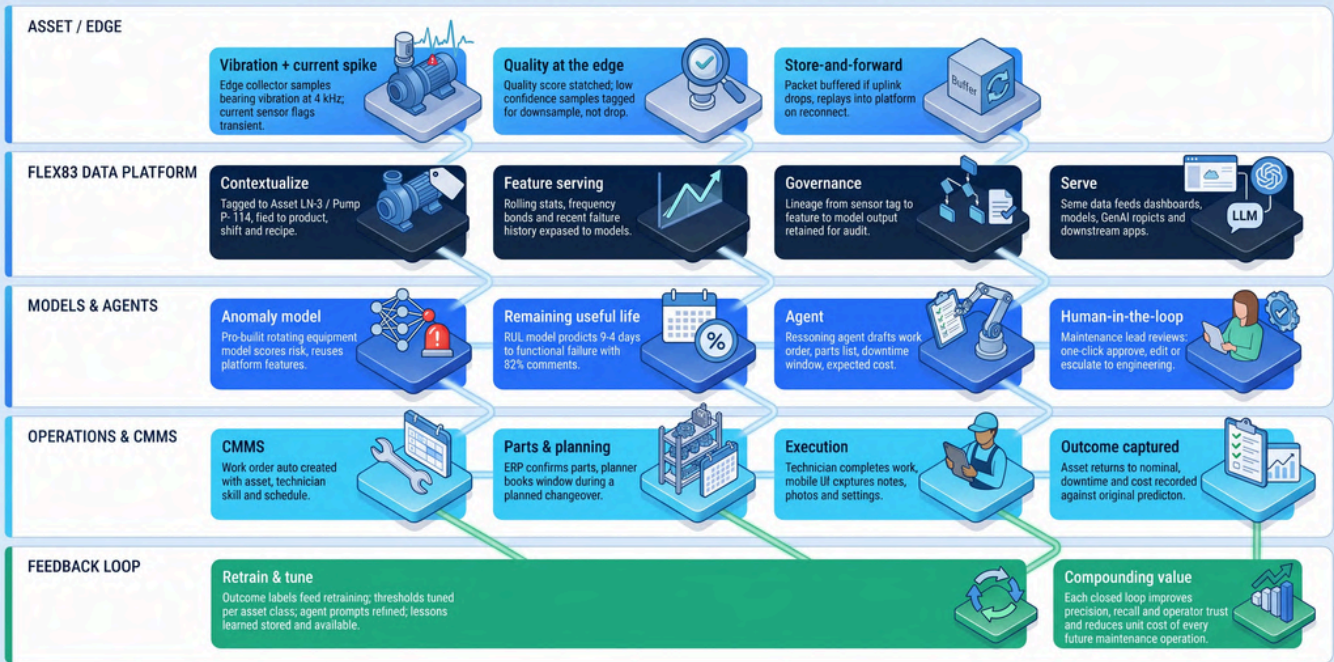 ASSET / EDGE
Vibration + current spike
Edge collector samples
bearing vibration at 4 kHz;
current sensor flags
transient.
Quality at the edge
Quality score statched; low
confidence samples tagged
for downsample, not drop.
Store-and-forward
Packet buffered if uplink
drops, replays into platform
on reconnect.
Buffer
FLEX83 DATA PLATFORM
Contextualize
Tagged to Asset LN-3 / Pump
P- 114, fied to product,
shift and recipe.
Feature serving
Rolling stats, frequency
bonds and recent failure
history expased to models.
Governance
Lineage from sensor tag to
feature to model output
retained for audit.
Serve
Seme data feeds dashboards,
models, GenAI ropicts and
downstream apps.
LLM
MODELS & AGENTS
Anomaly model
Pro-builit rotating equipment
model scores risk, reuses
platform features.
Remaining useful life
RUL model predicts 9-4 days
to functional failure with
82% comments.
%
Agent
Ressoning agent drafts work
order, parts list, downtime
window, expected cost.
Human-in-the-loop
Maintenance lead reviews:
one-click approve, edit or
esculate to engineering.
OPERATIONS & CMMS
CMMS
Work order auto created
with asset, technician
skill and schedule.
Parts & planning
ERP confirms parts, planner
books window during a
planned changeover.
Execution
Technician completes work,
mobile UI cxptures notes,
photos and settings.
Outcome captured
Asset returns to nominal,
downtime and cost recorded
against original predicton.
FEEDBACK LOOP
Retrain & tune
Outcome labels feed retraining; thresholds tuned
per asset class; agent prompts refined; lessons
learned stored and available.
Compounding value
Each closed loop improves
precision, recall and operator trust
and reduces unit cost of every
future maintenance operation.